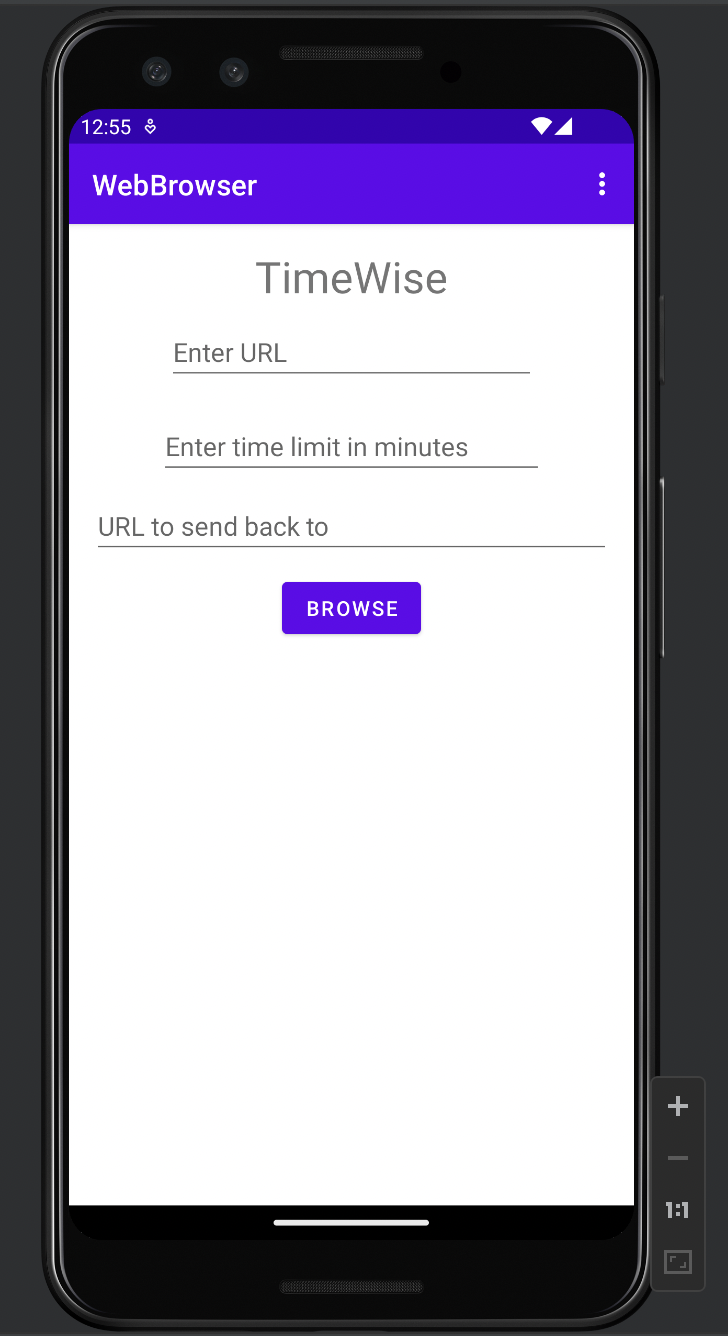 12:55
WebBrowser
TimeWise
Enter URL
Enter time limit in minutes
URL to send back to
BROWSE
1:1